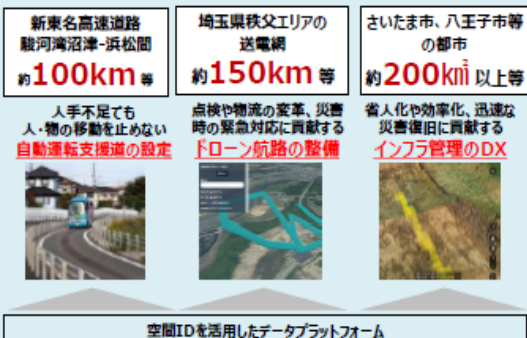 新東名高速道路
駿河湾沼津-浜松間
約100km 等
人手不足でも
人・物の移動を止めない
自動運転支援道の設定
埼玉県秩父エリアの
送電網
約150km 等
点検や物流の変革、災害
時の緊急対応に貢献する
ドローン航路の整備
さいたま市、八王子市等
の都市
約200㎢ 以上等
省人化や効率化、迅速な
災害復旧に貢献する
インフラ管理のDX
空間IDを活用したデータプラットフォーム